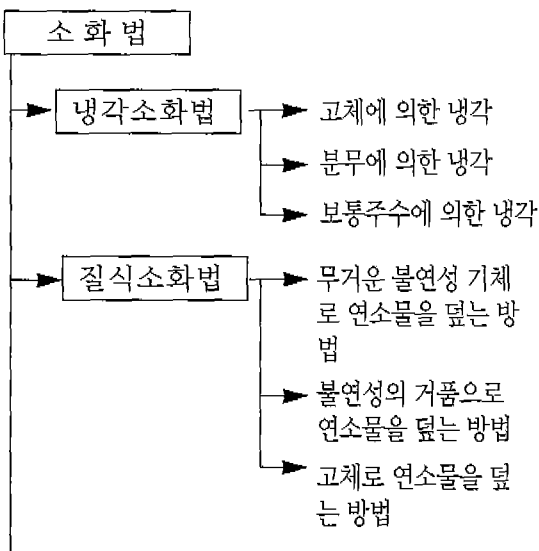 소 화 법
냉각소화법
고체에 의한 냉각
분무에 의한 냉각
보통주수에 의한 냉각
질식소화법
무거운 불연성 기체
로 연소물을 덮는 방
법
불연성의 거품으로
연소물을 덮는 방법
고체로 연소물을 덮
는 방법